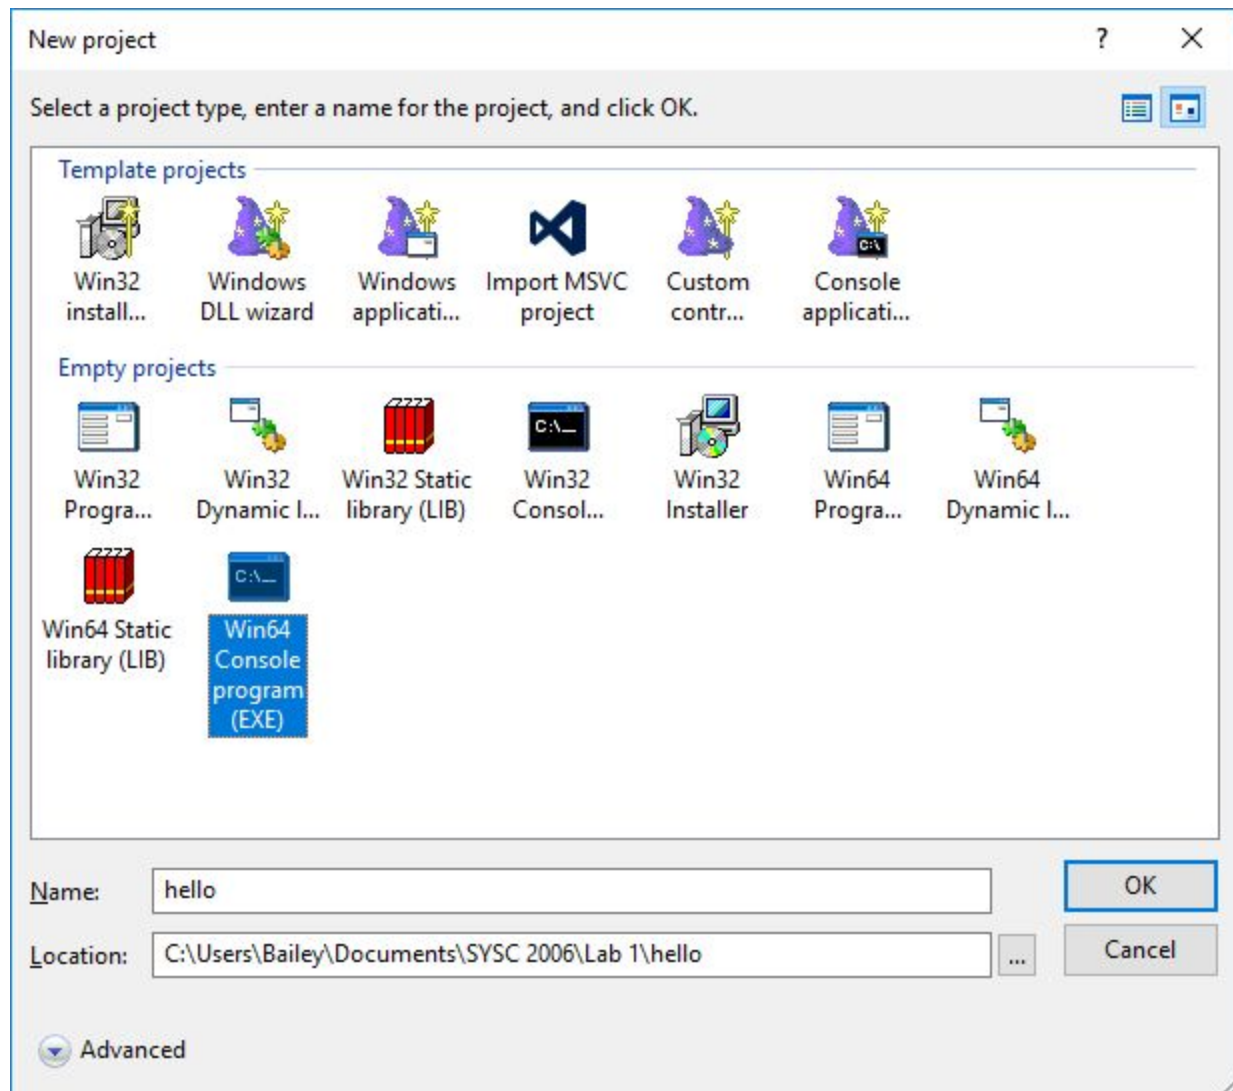 New project
Select a project type, enter a name for the project, and click OK.
Template projects
Win32 install...
Windows DLL wizard
Windows applicati...
Import MSVC project
Custom contr...
Console applicati...
Empty projects
Win32 Progra...
Win32 Dynamic l...
Win32 Static library (LIB)
Win32 Consol...
Win32 Installer
Win64 Progra...
Win64 Dynamic l...
Win64 Static library (LIB)
Win64 Console program (EXE)
Name: hello
OK
Location: C:\Users\Bailey\Documents\SYSC 2006\Lab 1\hello ...
Cancel
Advanced